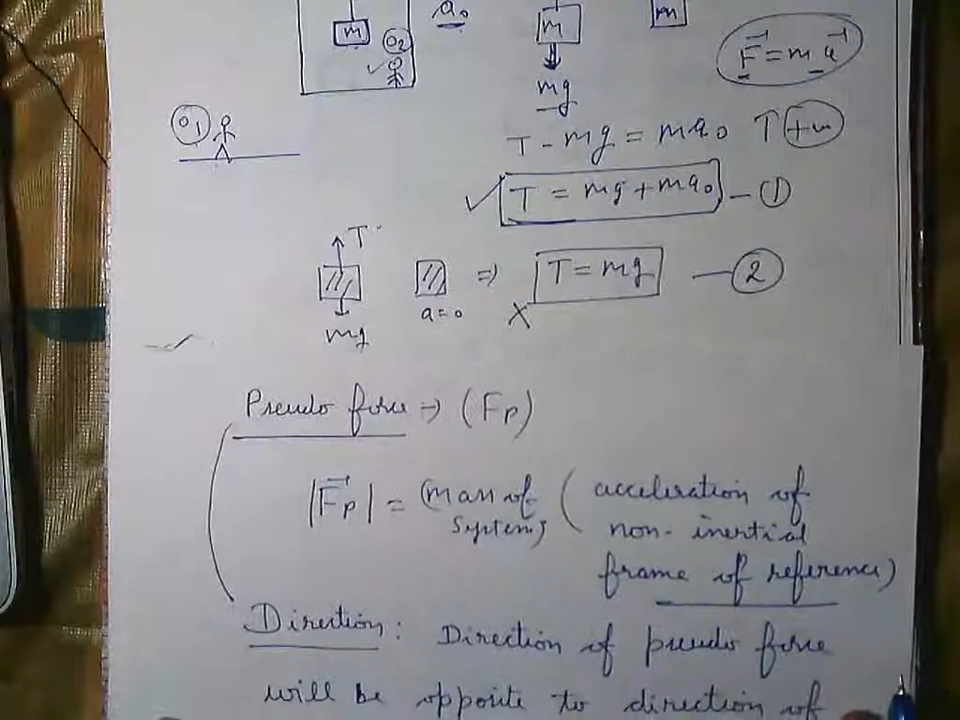 m
O2
a₀
m
mg
m
F⃗ = m a⃗
O1
T - mg = ma₀ ↑ +ve
T = mg + ma₀ — ①
T
mg
a=0
⇒ T = mg — ②
Pseudo force → (Fp)
|F⃗p| = (mass of system) ( acceleration of
non-inertial
frame of reference)
Direction: Direction of pseudo force
will be opposite to direction of